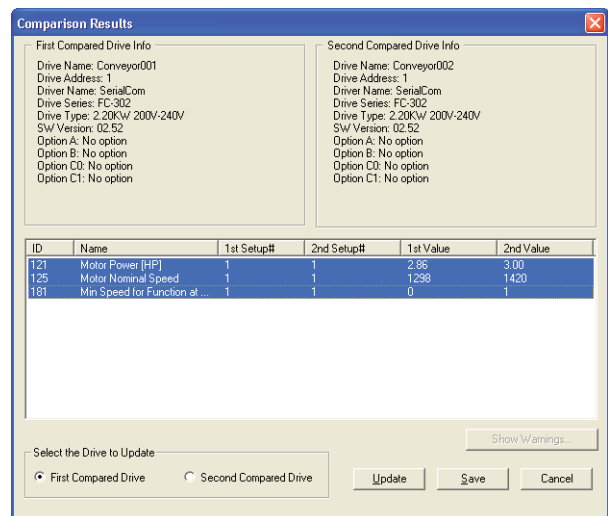 Comparison Results
First Compared Drive Info
Drive Name: Conveyor001
Drive Address: 1
Driver Name: SerialCom
Drive Series: FC-302
Drive Type: 2.20KW 200V-240V
SW Version: 02.52
Option A: No option
Option B: No option
Option C0: No option
Option C1: No option
Second Compared Drive Info
Drive Name: Conveyor002
Drive Address: 1
Driver Name: SerialCom
Drive Series: FC-302
Drive Type: 2.20KW 200V-240V
SW Version: 02.52
Option A: No option
Option B: No option
Option C0: No option
Option C1: No option
ID Name 1st Setup# 2nd Setup# 1st Value 2nd Value
121 Motor Power [HP] 1 1 2.86 3.00
125 Motor Nominal Speed 1 1 1298 1420
181 Min Speed for Function at ... 1 1 0 1
Show Warnings...
Select the Drive to Update
First Compared Drive Second Compared Drive
Update Save Cancel